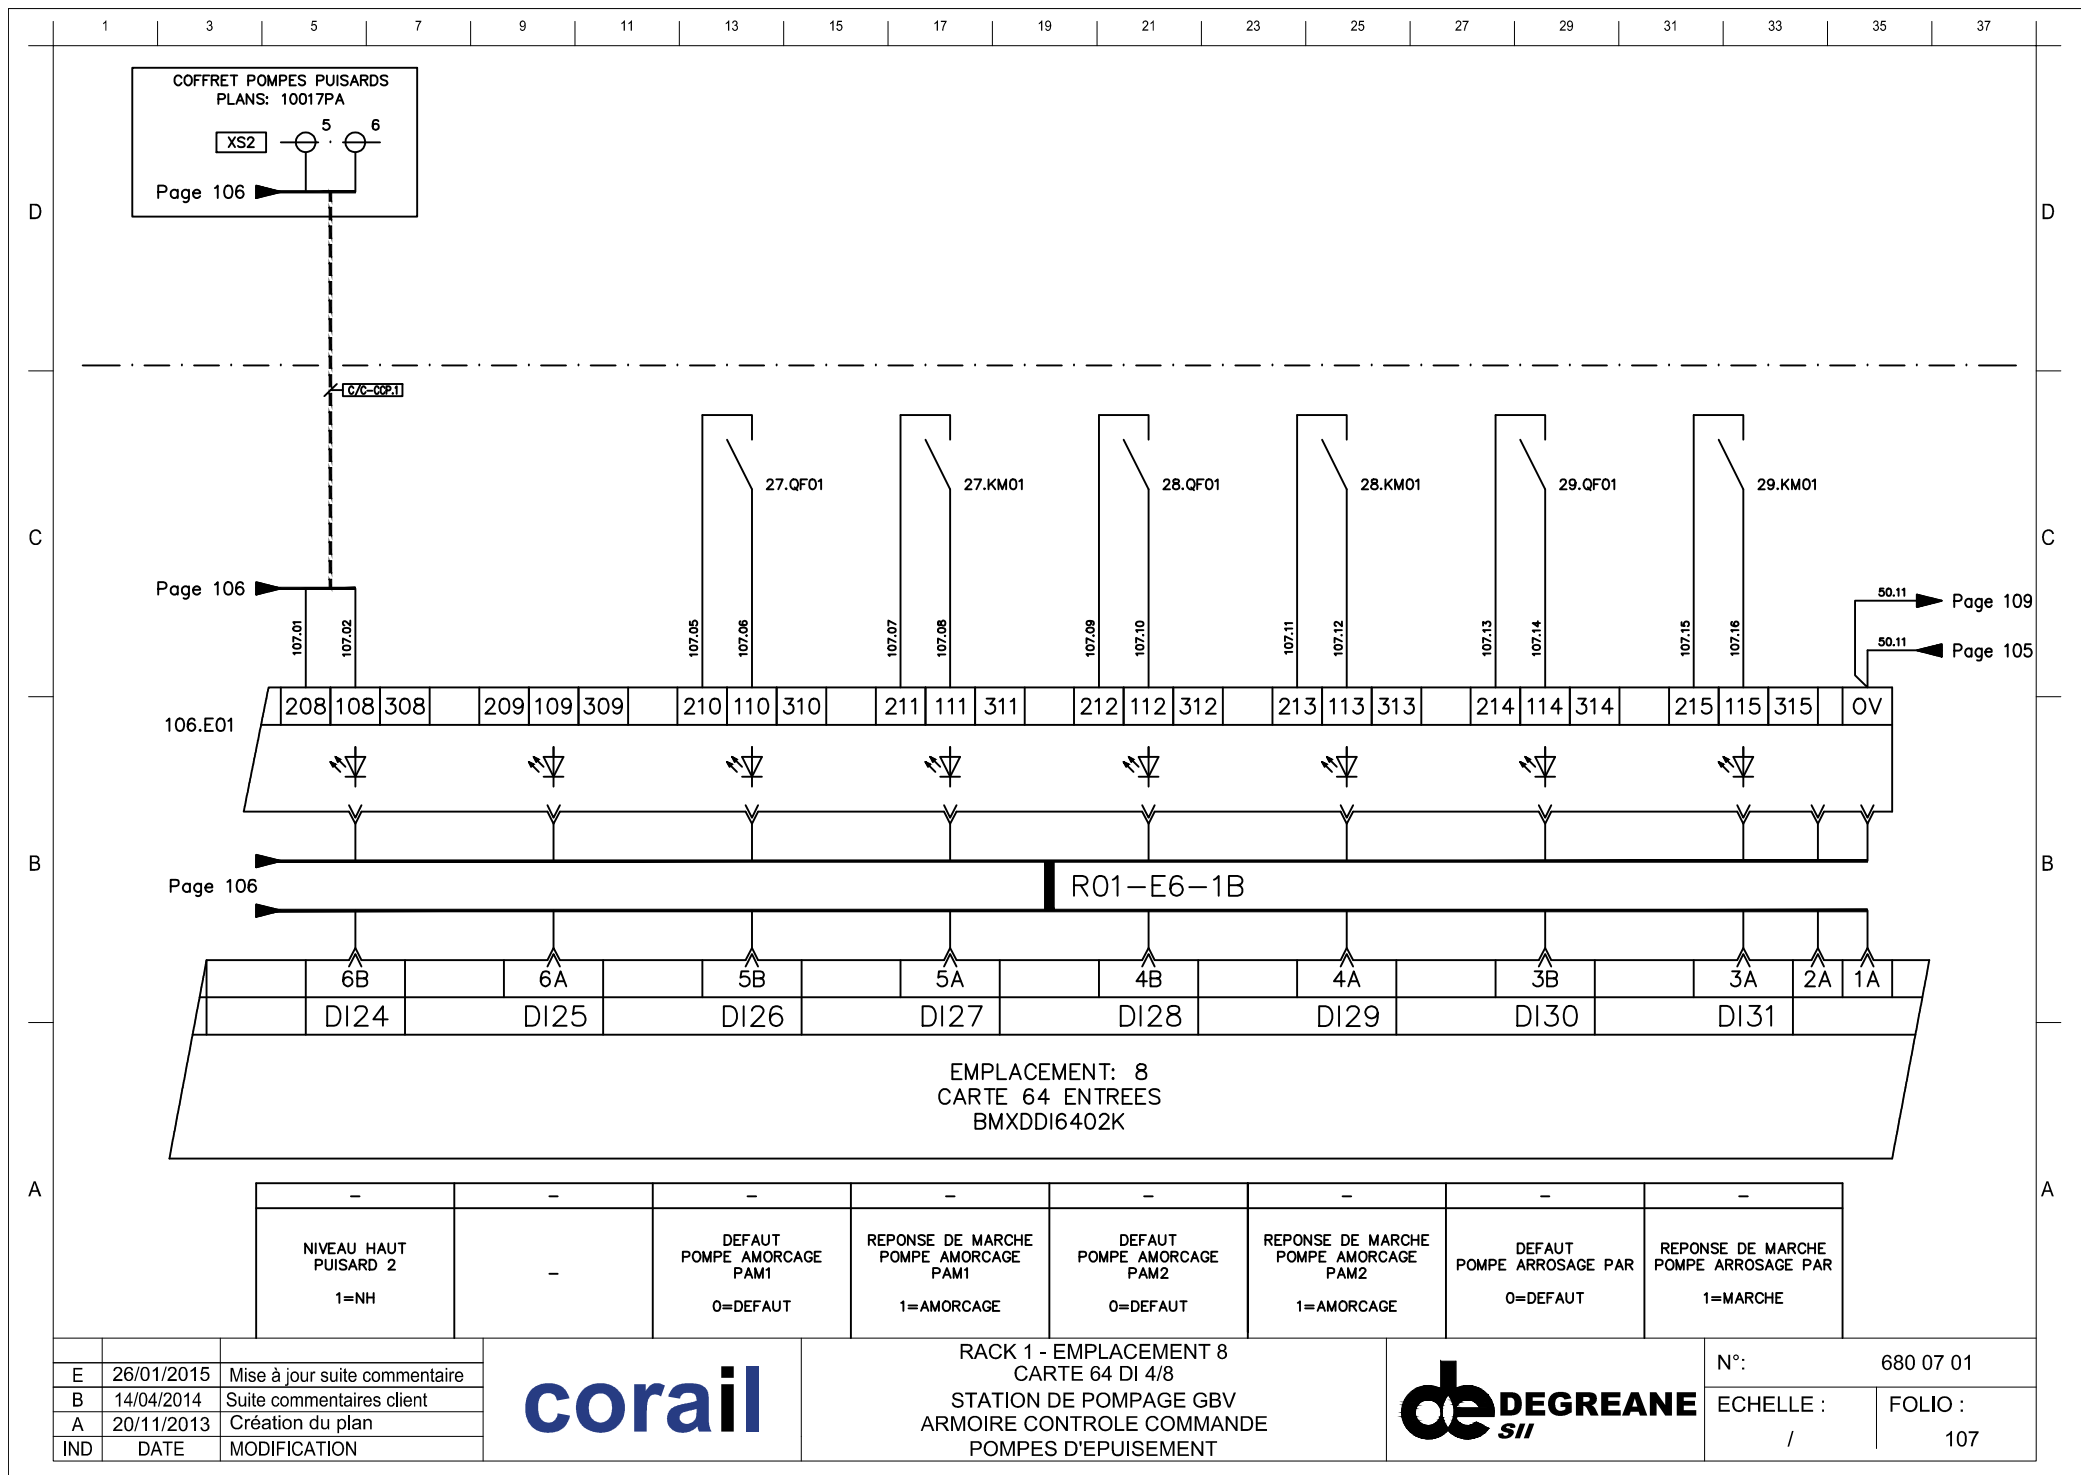 1 3 5 7 9 11 13 15 17 19 21 23 25 27 29 31 33 35 37
COFFRET POMPES PUISARDS
PLANS: 10017PA
XS2 5 6
Page 106
D D
C/C-CCP.1
27.QF01 27.KM01 28.QF01 28.KM01 29.QF01 29.KM01
C C
Page 106
50.11 Page 109
50.11 Page 105
107.01 107.02 107.05 107.06 107.07 107.08 107.09 107.10 107.11 107.12 107.13 107.14 107.15 107.16
106.E01
208 108 308 209 109 309 210 110 310 211 111 311 212 112 312 213 113 313 214 114 314 215 115 315 0V
B B
Page 106
R01-E6-1B
6B 6A 5B 5A 4B 4A 3B 3A 2A 1A
DI24 DI25 DI26 DI27 DI28 DI29 DI30 DI31
EMPLACEMENT: 8
CARTE 64 ENTREES
BMXDDI6402K
A A
- - - - - - - -
NIVEAU HAUT
PUISARD 2
1=NH
-
DEFAUT
POMPE AMORCAGE
PAM1
0=DEFAUT
REPONSE DE MARCHE
POMPE AMORCAGE
PAM1
1=AMORCAGE
DEFAUT
POMPE AMORCAGE
PAM2
0=DEFAUT
REPONSE DE MARCHE
POMPE AMORCAGE
PAM2
1=AMORCAGE
DEFAUT
POMPE ARROSAGE PAR
0=DEFAUT
REPONSE DE MARCHE
POMPE ARROSAGE PAR
1=MARCHE
E 26/01/2015 Mise à jour suite commentaire
B 14/04/2014 Suite commentaires client
A 20/11/2013 Création du plan
IND DATE MODIFICATION
corail
RACK 1 - EMPLACEMENT 8
CARTE 64 DI 4/8
STATION DE POMPAGE GBV
ARMOIRE CONTROLE COMMANDE
POMPES D'EPUISEMENT
de DEGREANE
SII
N°: 680 07 01
ECHELLE : /
FOLIO : 107